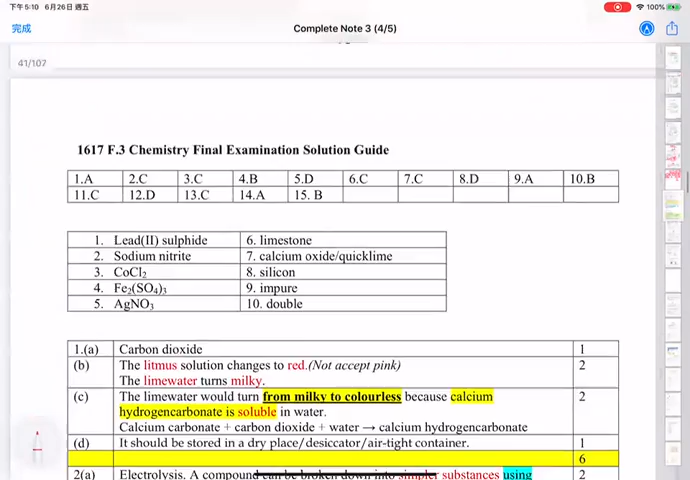 下午5:10 6月26日 週五
100%
完成
Complete Note 3 (4/5)
41/107
1617 F.3 Chemistry Final Examination Solution Guide
1.A 2.C 3.C 4.B 5.D 6.C 7.C 8.D 9.A 10.B
11.C 12.D 13.C 14.A 15. B
1. Lead(II) sulphide 6. limestone
2. Sodium nitrite 7. calcium oxide/quicklime
3. CoCl₂ 8. silicon
4. Fe₂(SO₄)₃ 9. impure
5. AgNO₃ 10. double
1.(a) Carbon dioxide 1
(b) The litmus solution changes to red.(Not accept pink) 2
The limewater turns milky.
(c) The limewater would turn from milky to colourless because calcium 2
hydrogencarbonate is soluble in water.
Calcium carbonate + carbon dioxide + water → calcium hydrogencarbonate
(d) It should be stored in a dry place/desiccator/air-tight container. 1
6
2(a) Electrolysis. A compound can be broken down into simpler substances using 2